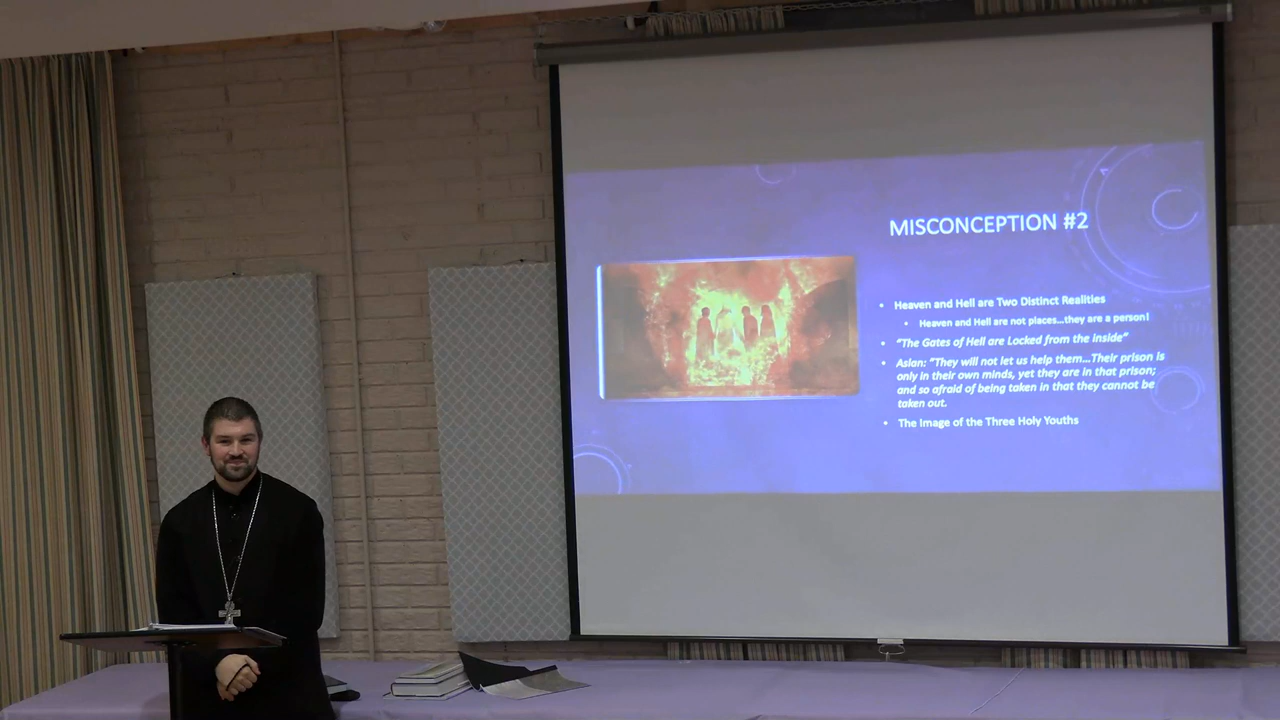 MISCONCEPTION #2
• Heaven and Hell are Two Distinct Realities
• Heaven and Hell are not places...they are a person!
• "The Gates of Hell are Locked from the Inside"
• Aslan: "They will not let us help them...Their prison is
only in their own minds, yet they are in that prison;
and so afraid of being taken in that they cannot be
taken out.
• The Image of the Three Holy Youths